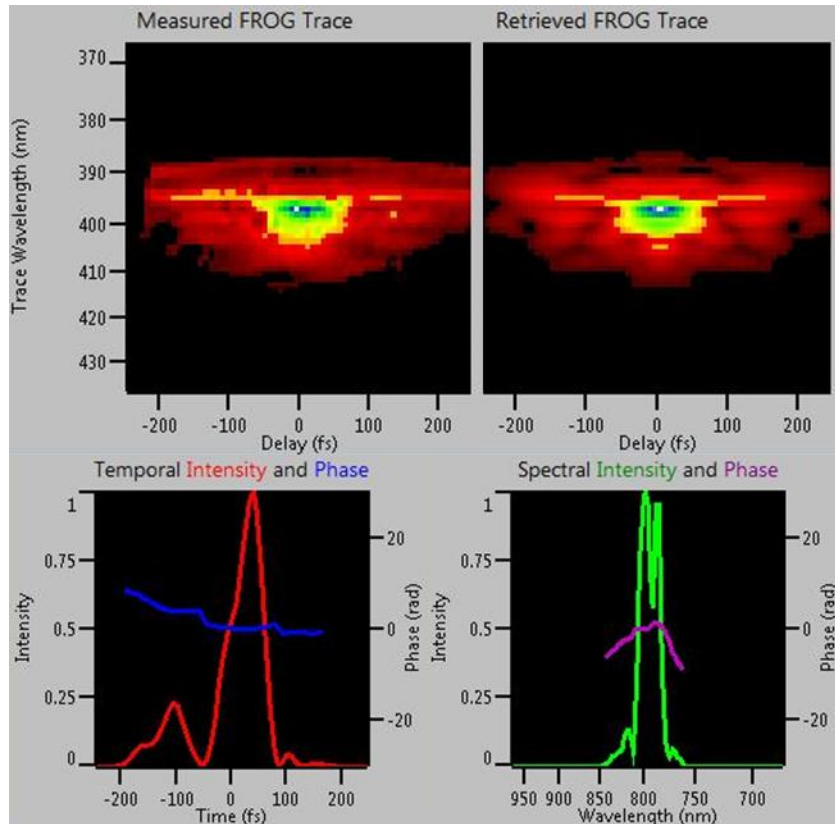 Measured FROG Trace
Retrieved FROG Trace
Trace Wavelength (nm)
370
380
390
400
410
420
430
-200 -100 0 100 200
Delay (fs)
-200 -100 0 100 200
Delay (fs)
Temporal Intensity and Phase
Spectral Intensity and Phase
Intensity
1
0.75
0.5
0.25
0
20
0
-20
Phase (rad)
-200 -100 0 100 200
Time (fs)
Intensity
1
0.75
0.5
0.25
0
20
0
-20
Phase (rad)
950 900 850 800 750 700
Wavelength (nm)